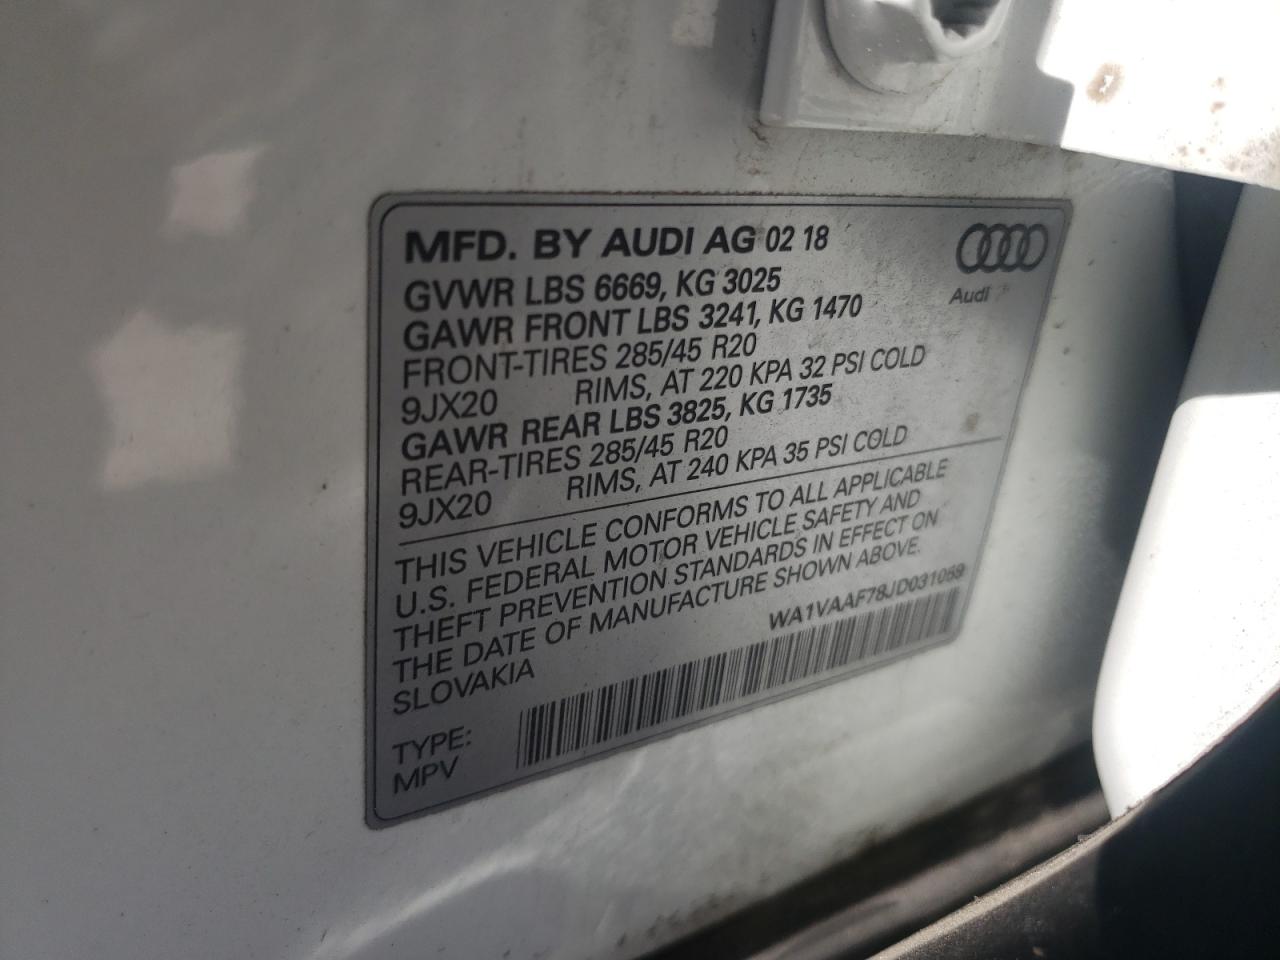 MFD. BY AUDI AG 02 18
Audi
GVWR LBS 6669, KG 3025
GAWR FRONT LBS 3241, KG 1470
FRONT-TIRES 285/45 R20
9JX20 RIMS, AT 220 KPA 32 PSI COLD
GAWR REAR LBS 3825, KG 1735
REAR-TIRES 285/45 R20
9JX20 RIMS, AT 240 KPA 35 PSI COLD
THIS VEHICLE CONFORMS TO ALL APPLICABLE
U.S. FEDERAL MOTOR VEHICLE SAFETY AND
THEFT PREVENTION STANDARDS IN EFFECT ON
THE DATE OF MANUFACTURE SHOWN ABOVE.
SLOVAKIA
WA1VAAF78JD031059
TYPE:
MPV